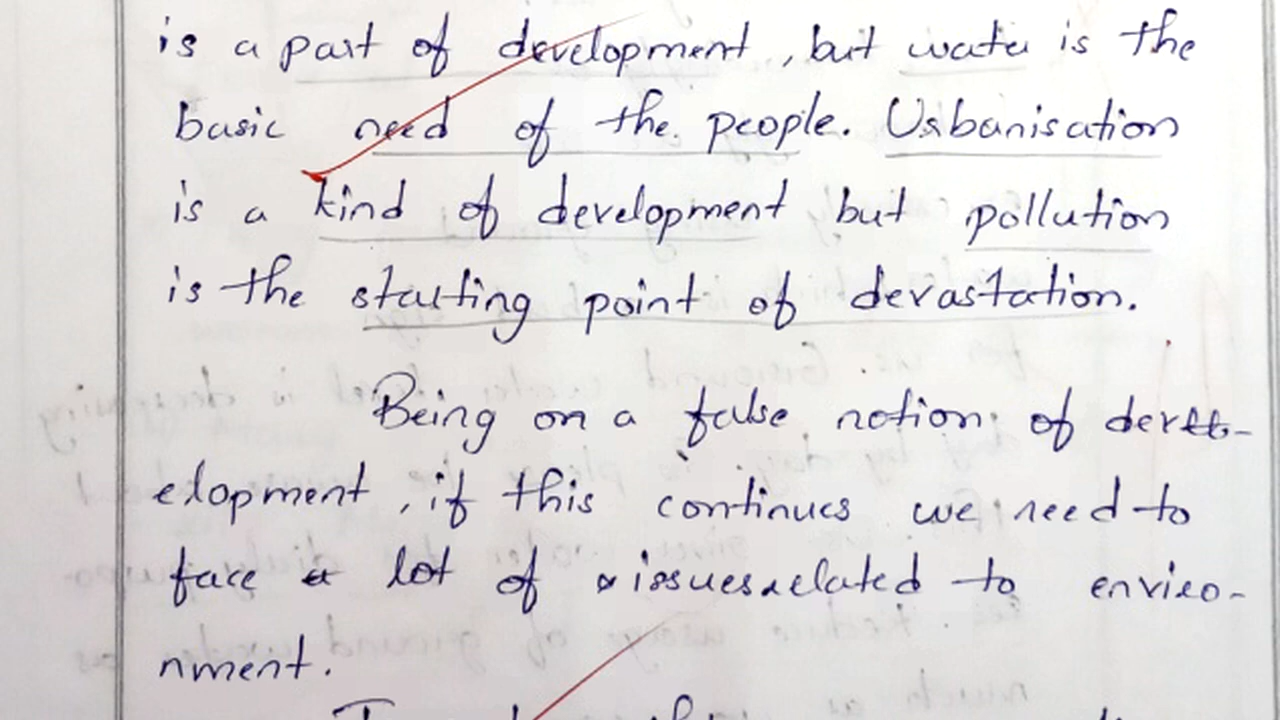 is a part of development, but water is the
basic need of the people. Urbanisation
is a kind of development but pollution
is the starting point of devastation.
Being on a false notion of dev-
elopment, if this continues we need to
face a lot of issues related to enviro-
nment.